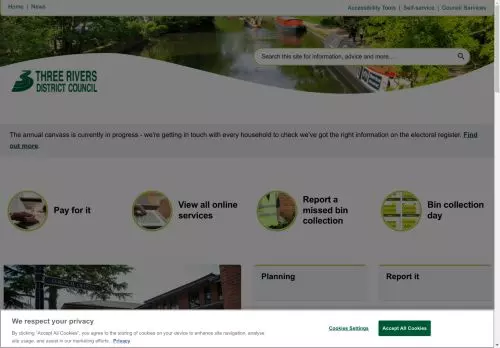 Home | News
Accessibility Tools | Self-service | Council Services
Search this site for information, advice and more...
THREE RIVERS
DISTRICT COUNCIL
The annual canvass is currently in progress - we're getting in touch with every household to check we've got the right information on the electoral register. Find
out more.
Pay for it
View all online
services
Report a
missed bin
collection
Bin collection
day
Planning
Report it
We respect your privacy
By clicking "Accept All Cookies", you agree to the storing of cookies on your device to enhance site navigation, analyse
site usage, and assist in our marketing efforts. Privacy
Cookies Settings
Accept All Cookies